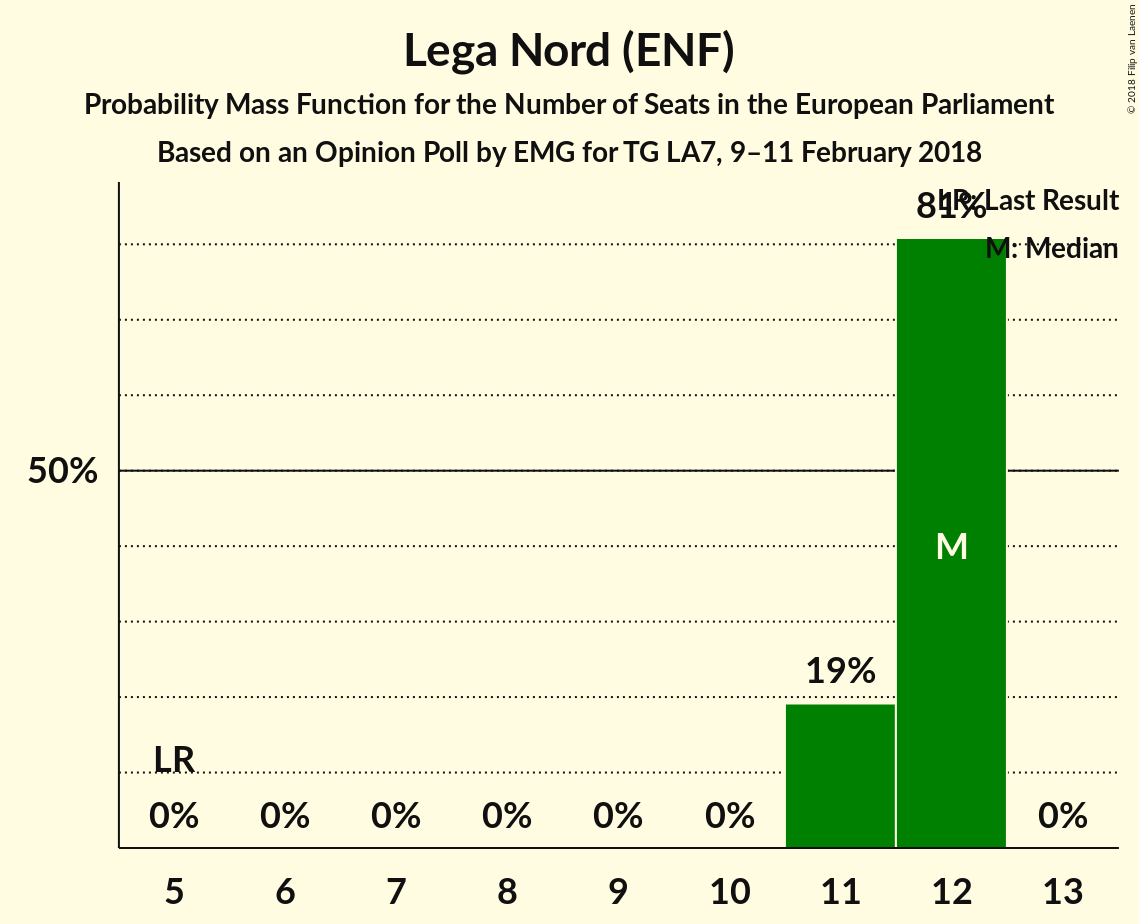 Lega Nord (ENF)
Probability Mass Function for the Number of Seats in the European Parliament
Based on an Opinion Poll by EMG for TG LA7, 9–11 February 2018
© 2018 Filip van Laenen
LR: Last Result
M: Median
81%
50%
M
19%
LR
0% 0% 0% 0% 0% 0% 0%
5 6 7 8 9 10 11 12 13